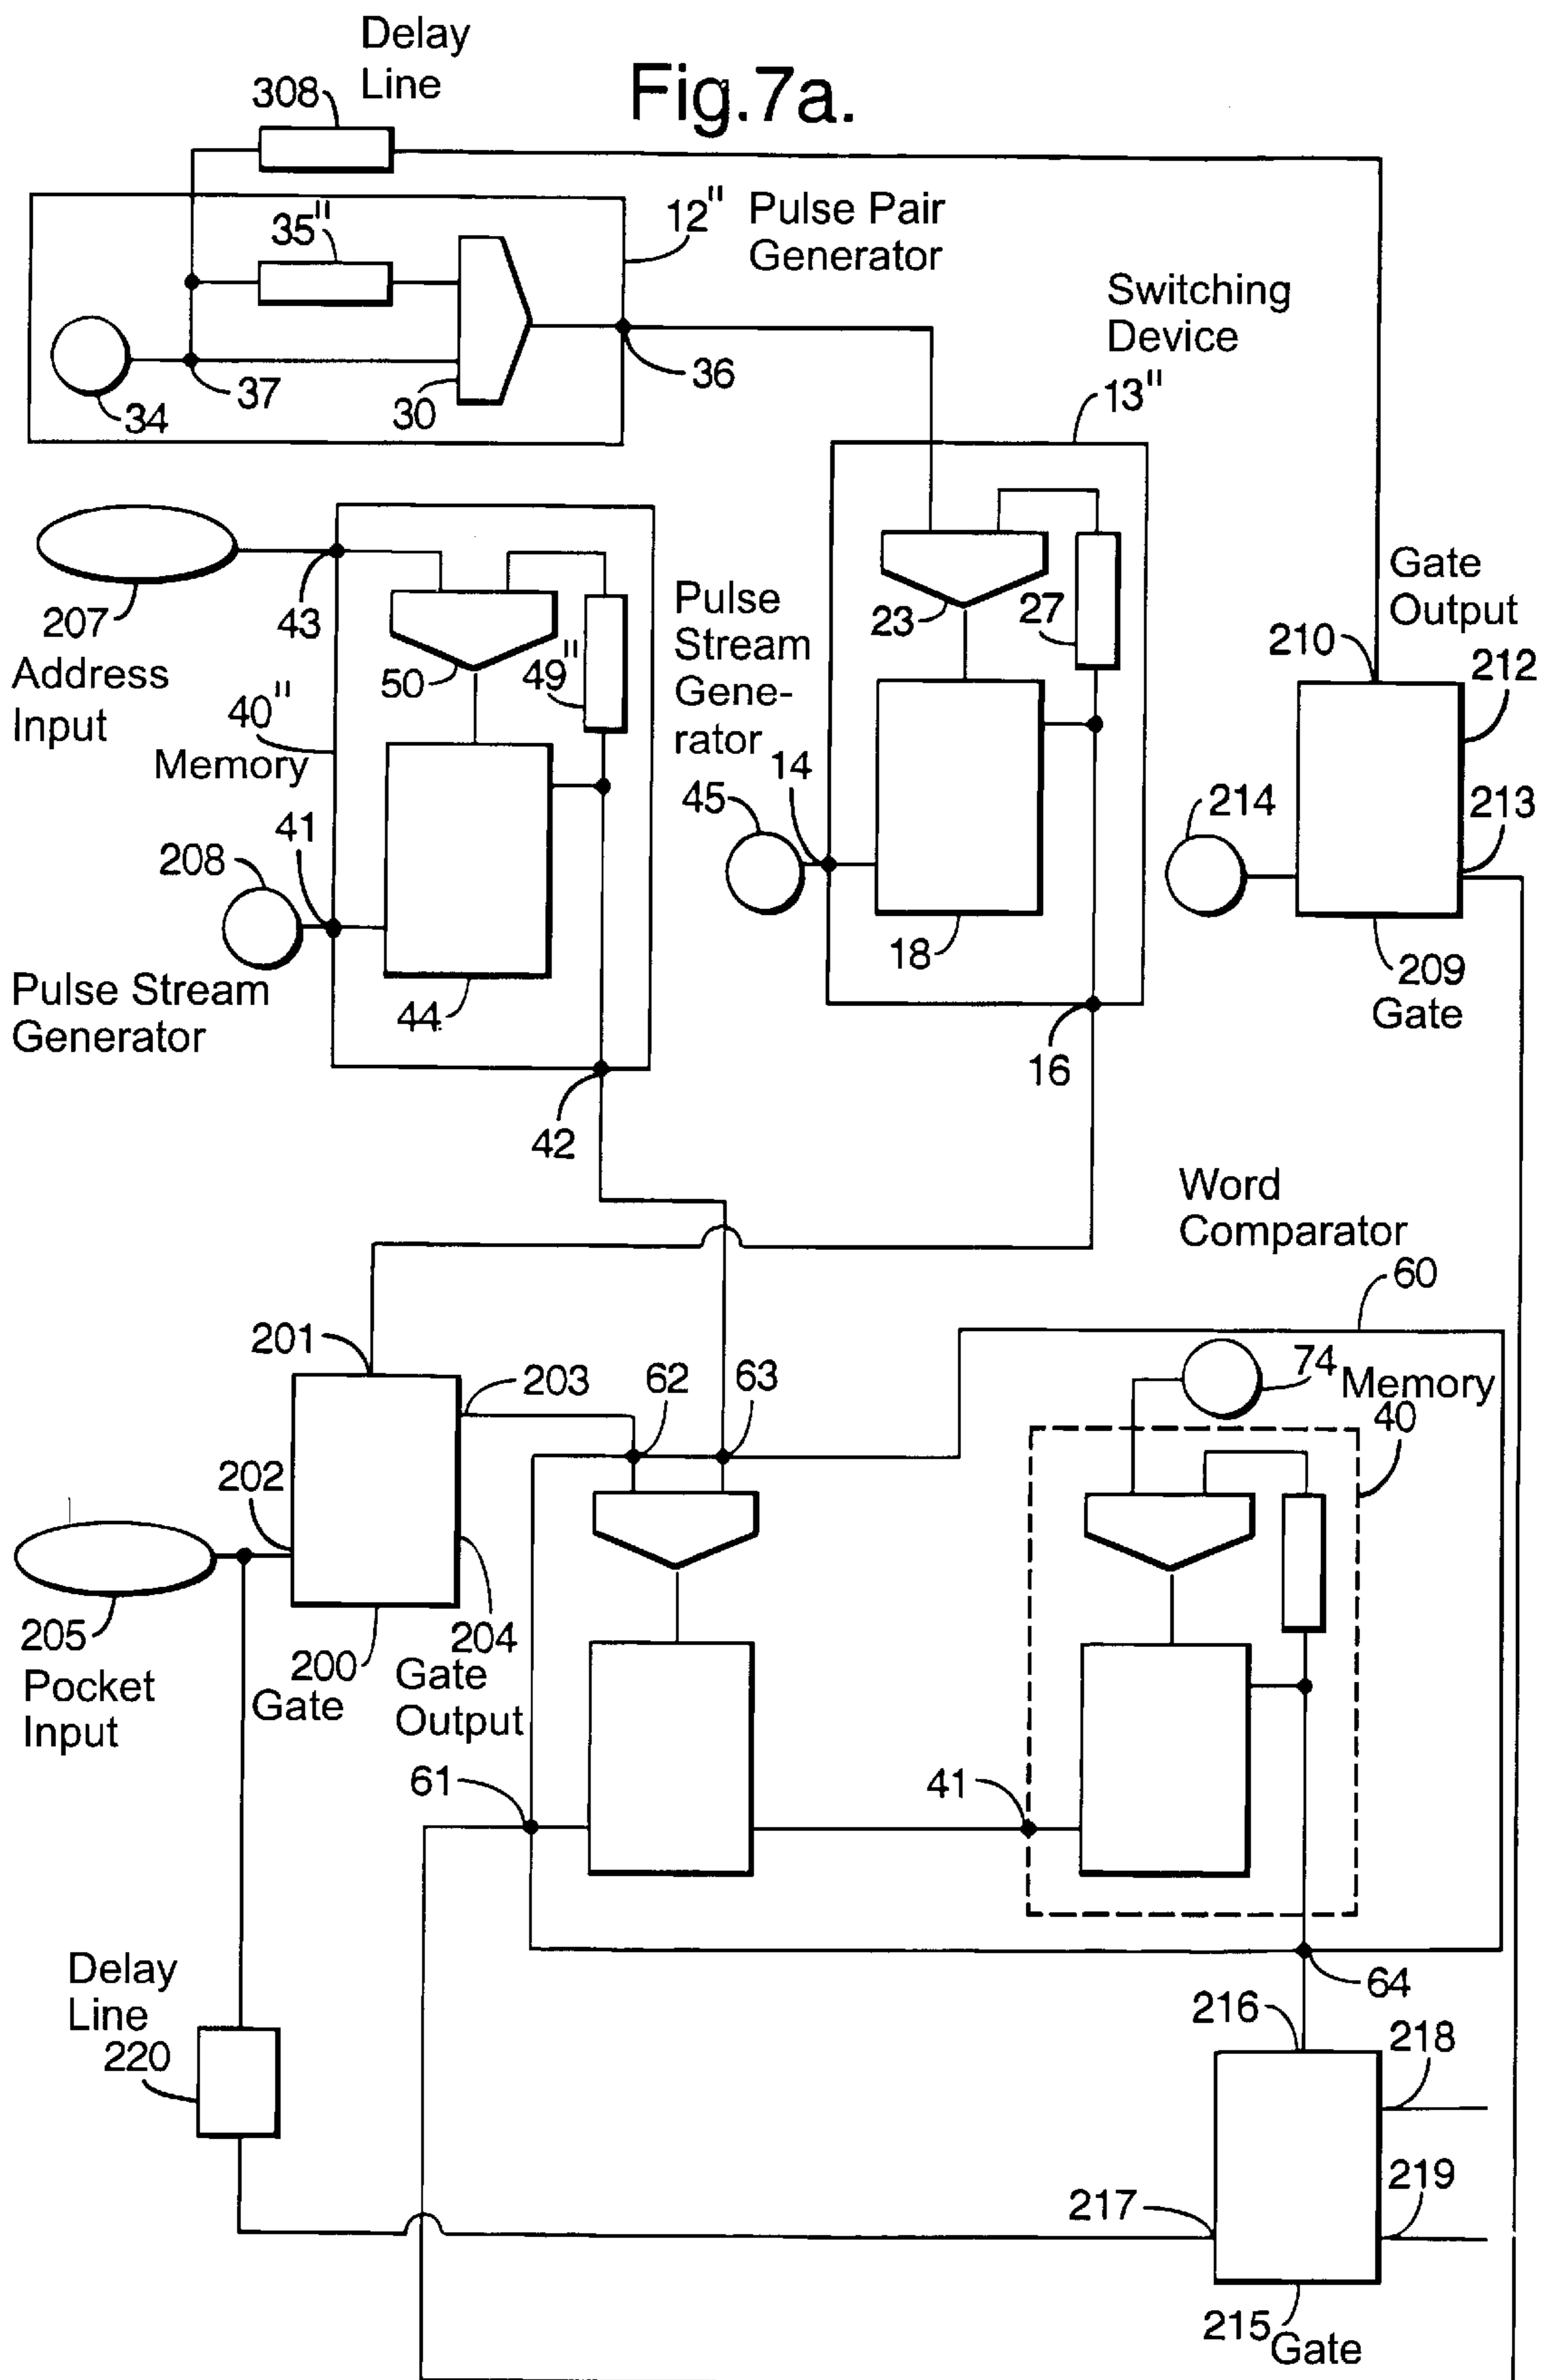 Delay
Line
Fig.7a.
308
35"
12"
Pulse Pair
Generator
Switching
Device
34
37
30
36
13"
207
43
Address
Input
40"
Memory
50
49"
Pulse
Stream
Gene-
rator
23
27
Gate
Output
210
212
45
14
214
213
208
41
18
209
Gate
Pulse Stream
Generator
44
42
16
Word
Comparator
60
201
203
62
63
74
Memory
40
202
205
204
200
Pocket
Input
Gate
Gate
Output
61
41
Delay
Line
220
64
216
218
217
219
215
Gate